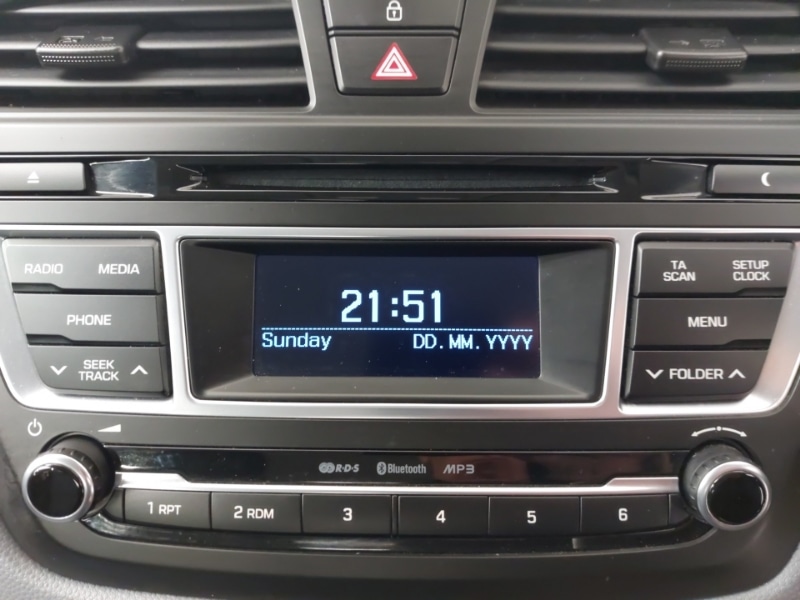 21:51
Sunday DD.MM.YYYY
RADIO MEDIA
PHONE
SEEK
TRACK
TA
SCAN
SETUP
CLOCK
MENU
FOLDER
R·D·S Bluetooth MP3
1 RPT 2 RDM 3 4 5 6